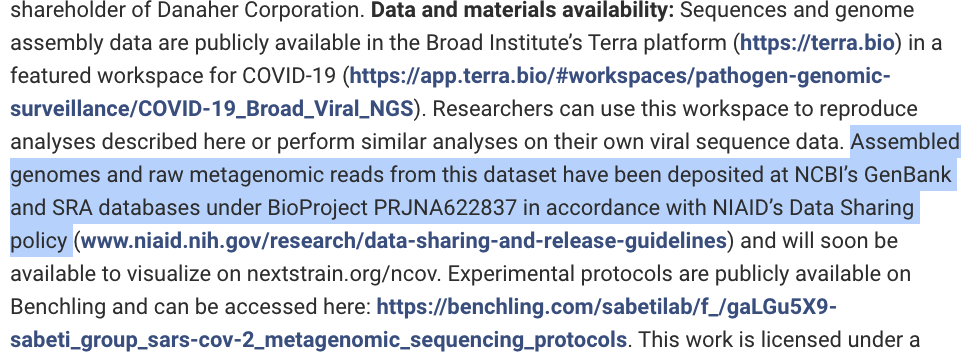 shareholder of Danaher Corporation. Data and materials availability: Sequences and genome
assembly data are publicly available in the Broad Institute’s Terra platform (https://terra.bio) in a
featured workspace for COVID-19 (https://app.terra.bio/#workspaces/pathogen-genomic-
surveillance/COVID-19_Broad_Viral_NGS). Researchers can use this workspace to reproduce
analyses described here or perform similar analyses on their own viral sequence data. Assembled
genomes and raw metagenomic reads from this dataset have been deposited at NCBI’s GenBank
and SRA databases under BioProject PRJNA622837 in accordance with NIAID’s Data Sharing
policy (www.niaid.nih.gov/research/data-sharing-and-release-guidelines) and will soon be
available to visualize on nextstrain.org/ncov. Experimental protocols are publicly available on
Benchling and can be accessed here: https://benchling.com/sabetilab/f_/gaLGu5X9-
sabeti_group_sars-cov-2_metagenomic_sequencing_protocols. This work is licensed under a